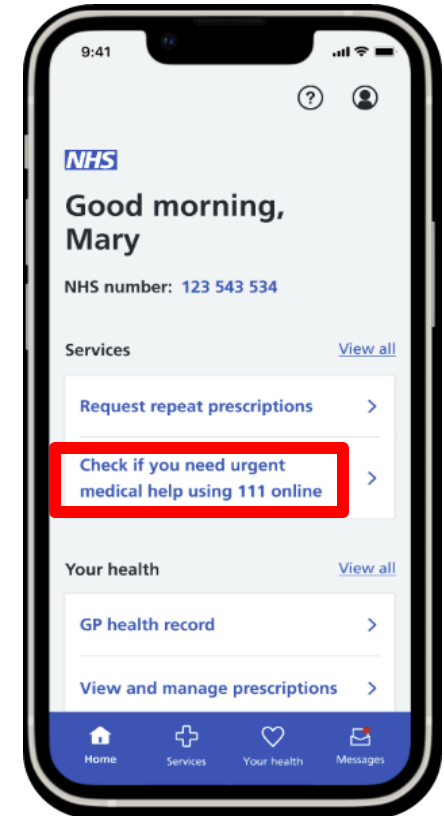 9:41
?
NHS
Good morning,
Mary
NHS number: 123 543 534
Services View all
Request repeat prescriptions
Check if you need urgent
medical help using 111 online
Your health View all
GP health record
View and manage prescriptions
Home Services Your health Messages